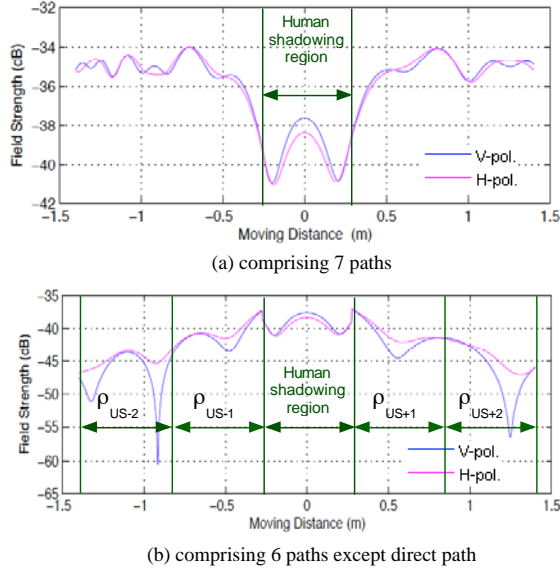 -34
-36
-38
-40
-42
Field Strength (dB)
Human
shadowing
region
V-pol.
H-pol.
-1.5 -1 -0.5 0 0.5 1 1.5
Moving Distance (m)
(a) comprising 7 paths
-35
-40
-45
-50
-55
-60
-65
Field Strength (dB)
ρUS-2 ρUS-1 Human shadowing region ρUS+1 ρUS+2
V-pol.
H-pol.
-1.5 -1 -0.5 0 0.5 1 1.5
Moving Distance (m)
(b) comprising 6 paths except direct path